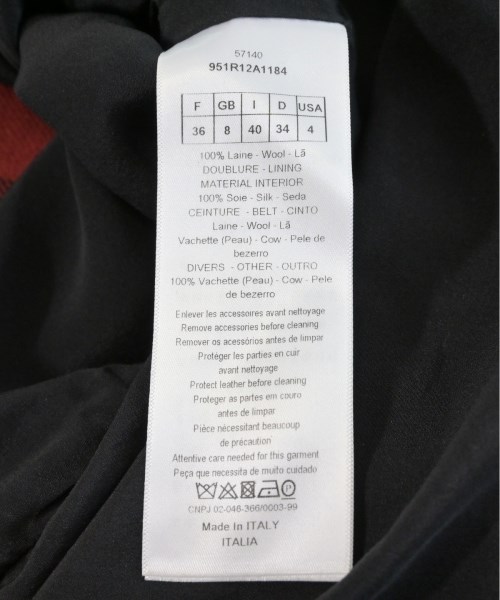 57140
951R12A1184
F GB I D USA
36 8 40 34 4
100% Laine - Wool - Lã
DOUBLURE - LINING
MATERIAL INTERIOR
100% Soie - Silk - Seda
CEINTURE - BELT - CINTO
Laine - Wool - Lã
Vachette (Peau) - Cow - Pele de
bezerro
DIVERS - OTHER - OUTRO
100% Vachette (Peau) - Cow - Pele
de bezerro
Enlever les accessoires avant nettoyage
Remove accessories before cleaning
Remover os acessórios antes de limpar
Protéger les parties en cuir
avant nettoyage
Protect leather before cleaning
Proteger as partes em couro
antes de limpar
Pièce nécessitant beaucoup
de précaution
Attentive care needed for this garment
Peça que necessita de muito cuidado
P
CNPJ 02-046-366/0003-99
Made In ITALY
ITALIA